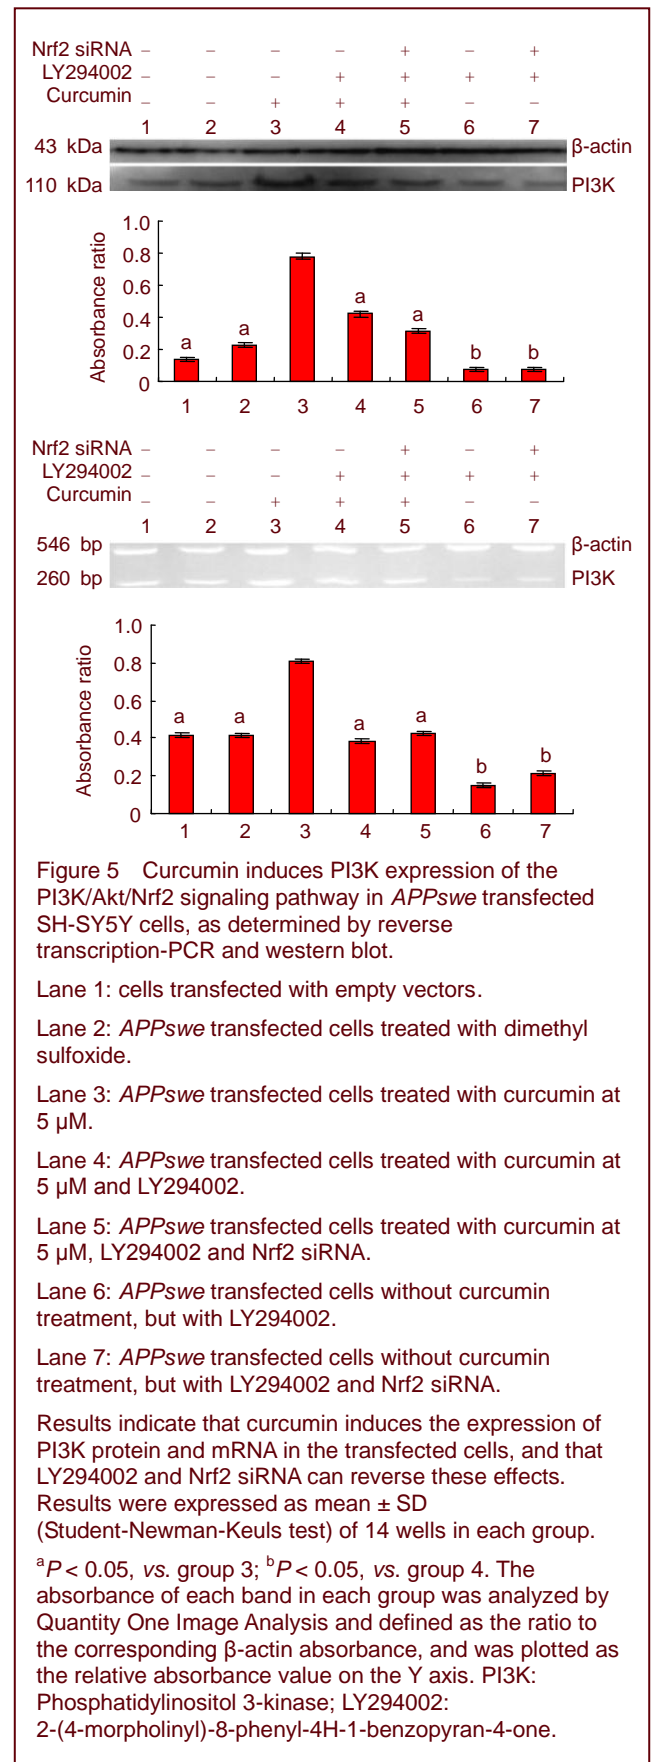 Nrf2 siRNA – – – – + – +
LY294002 – – – + + + +
Curcumin – – + + + – –
1 2 3 4 5 6 7
43 kDa β-actin
110 kDa PI3K
Absorbance ratio
1.0
0.8
0.6
0.4
0.2
0
a a a a b b
1 2 3 4 5 6 7
Nrf2 siRNA – – – – + – +
LY294002 – – – + + + +
Curcumin – – + + + – –
1 2 3 4 5 6 7
546 bp β-actin
260 bp PI3K
Absorbance ratio
1.0
0.8
0.6
0.4
0.2
0
a a a a b b
1 2 3 4 5 6 7
Figure 5 Curcumin induces PI3K expression of the
PI3K/Akt/Nrf2 signaling pathway in APPswe transfected
SH-SY5Y cells, as determined by reverse
transcription-PCR and western blot.
Lane 1: cells transfected with empty vectors.
Lane 2: APPswe transfected cells treated with dimethyl
sulfoxide.
Lane 3: APPswe transfected cells treated with curcumin at
5 μM.
Lane 4: APPswe transfected cells treated with curcumin at
5 μM and LY294002.
Lane 5: APPswe transfected cells treated with curcumin at
5 μM, LY294002 and Nrf2 siRNA.
Lane 6: APPswe transfected cells without curcumin
treatment, but with LY294002.
Lane 7: APPswe transfected cells without curcumin
treatment, but with LY294002 and Nrf2 siRNA.
Results indicate that curcumin induces the expression of
PI3K protein and mRNA in the transfected cells, and that
LY294002 and Nrf2 siRNA can reverse these effects.
Results were expressed as mean ± SD
(Student-Newman-Keuls test) of 14 wells in each group.
ᵃP < 0.05, vs. group 3; ᵇP < 0.05, vs. group 4. The
absorbance of each band in each group was analyzed by
Quantity One Image Analysis and defined as the ratio to
the corresponding β-actin absorbance, and was plotted as
the relative absorbance value on the Y axis. PI3K:
Phosphatidylinositol 3-kinase; LY294002:
2-(4-morpholinyl)-8-phenyl-4H-1-benzopyran-4-one.